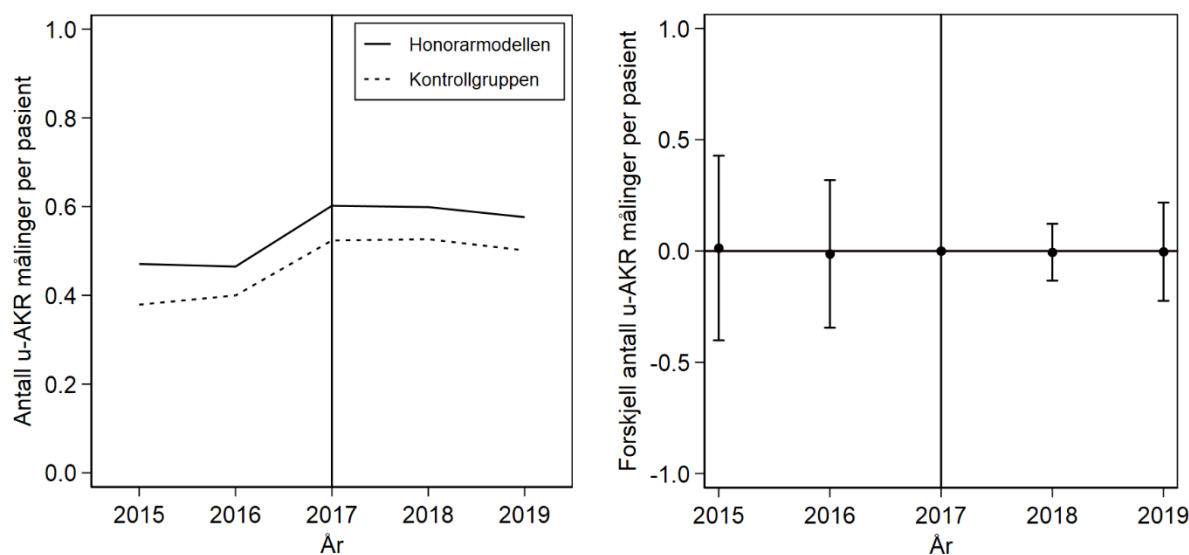 Antall u-AKR målinger per pasient
1.0
0.8
0.6
0.4
0.2
0.0
Honorarmodellen
Kontrollgruppen
2015 2016 2017 2018 2019
År
Forskjell antall u-AKR målinger per pasient
1.0
0.5
0.0
-0.5
-1.0
2015 2016 2017 2018 2019
År